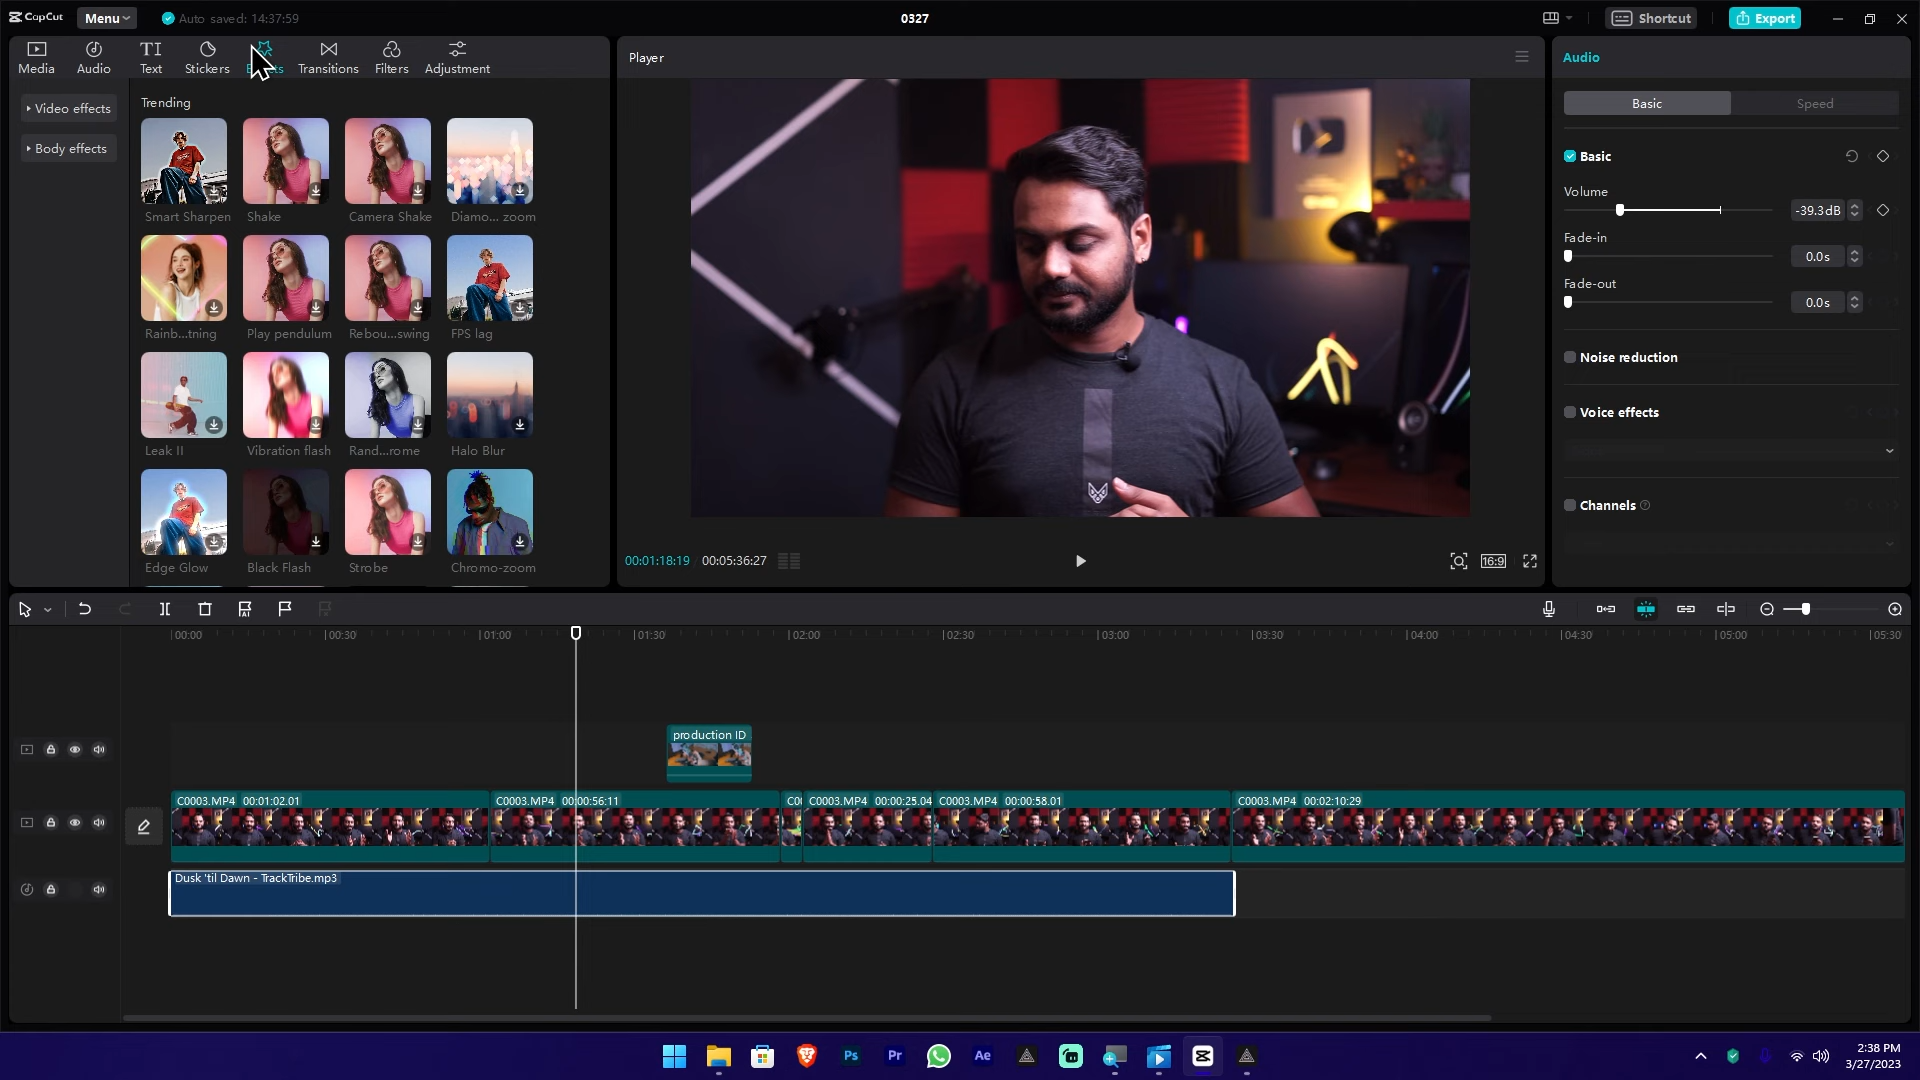 CapCut
Menu
Auto saved: 14:37:59
0327
Shortcut
Export
Media
Audio
Text
Stickers
Transitions
Filters
Adjustment
Video effects
Body effects
Trending
Smart Sharpen
Shake
Camera Shake
Diamo... zoom
Rainb...tning
Play pendulum
Rebou...swing
FPS lag
Leak II
Vibration flash
Rand...rome
Halo Blur
Edge Glow
Black Flash
Strobe
Chromo-zoom
Player
00:01:18:19
00:05:36:27
16:9
Audio
Basic
Speed
Basic
Volume
-39.3dB
Fade-in
0.0s
Fade-out
0.0s
Noise reduction
Voice effects
Channels
00:00
00:30
01:00
01:30
02:00
02:30
03:00
03:30
04:00
04:30
05:00
05:30
production ID
C0003.MP4 00:01:02.01
C0003.MP4 00:00:56:11
C0003.MP4 00:00:25.04
C0003.MP4 00:00:58.01
C0003.MP4 00:02:10:29
Dusk 'til Dawn - TrackTribe.mp3
Ps
Pr
Ae
2:38 PM
3/27/2023